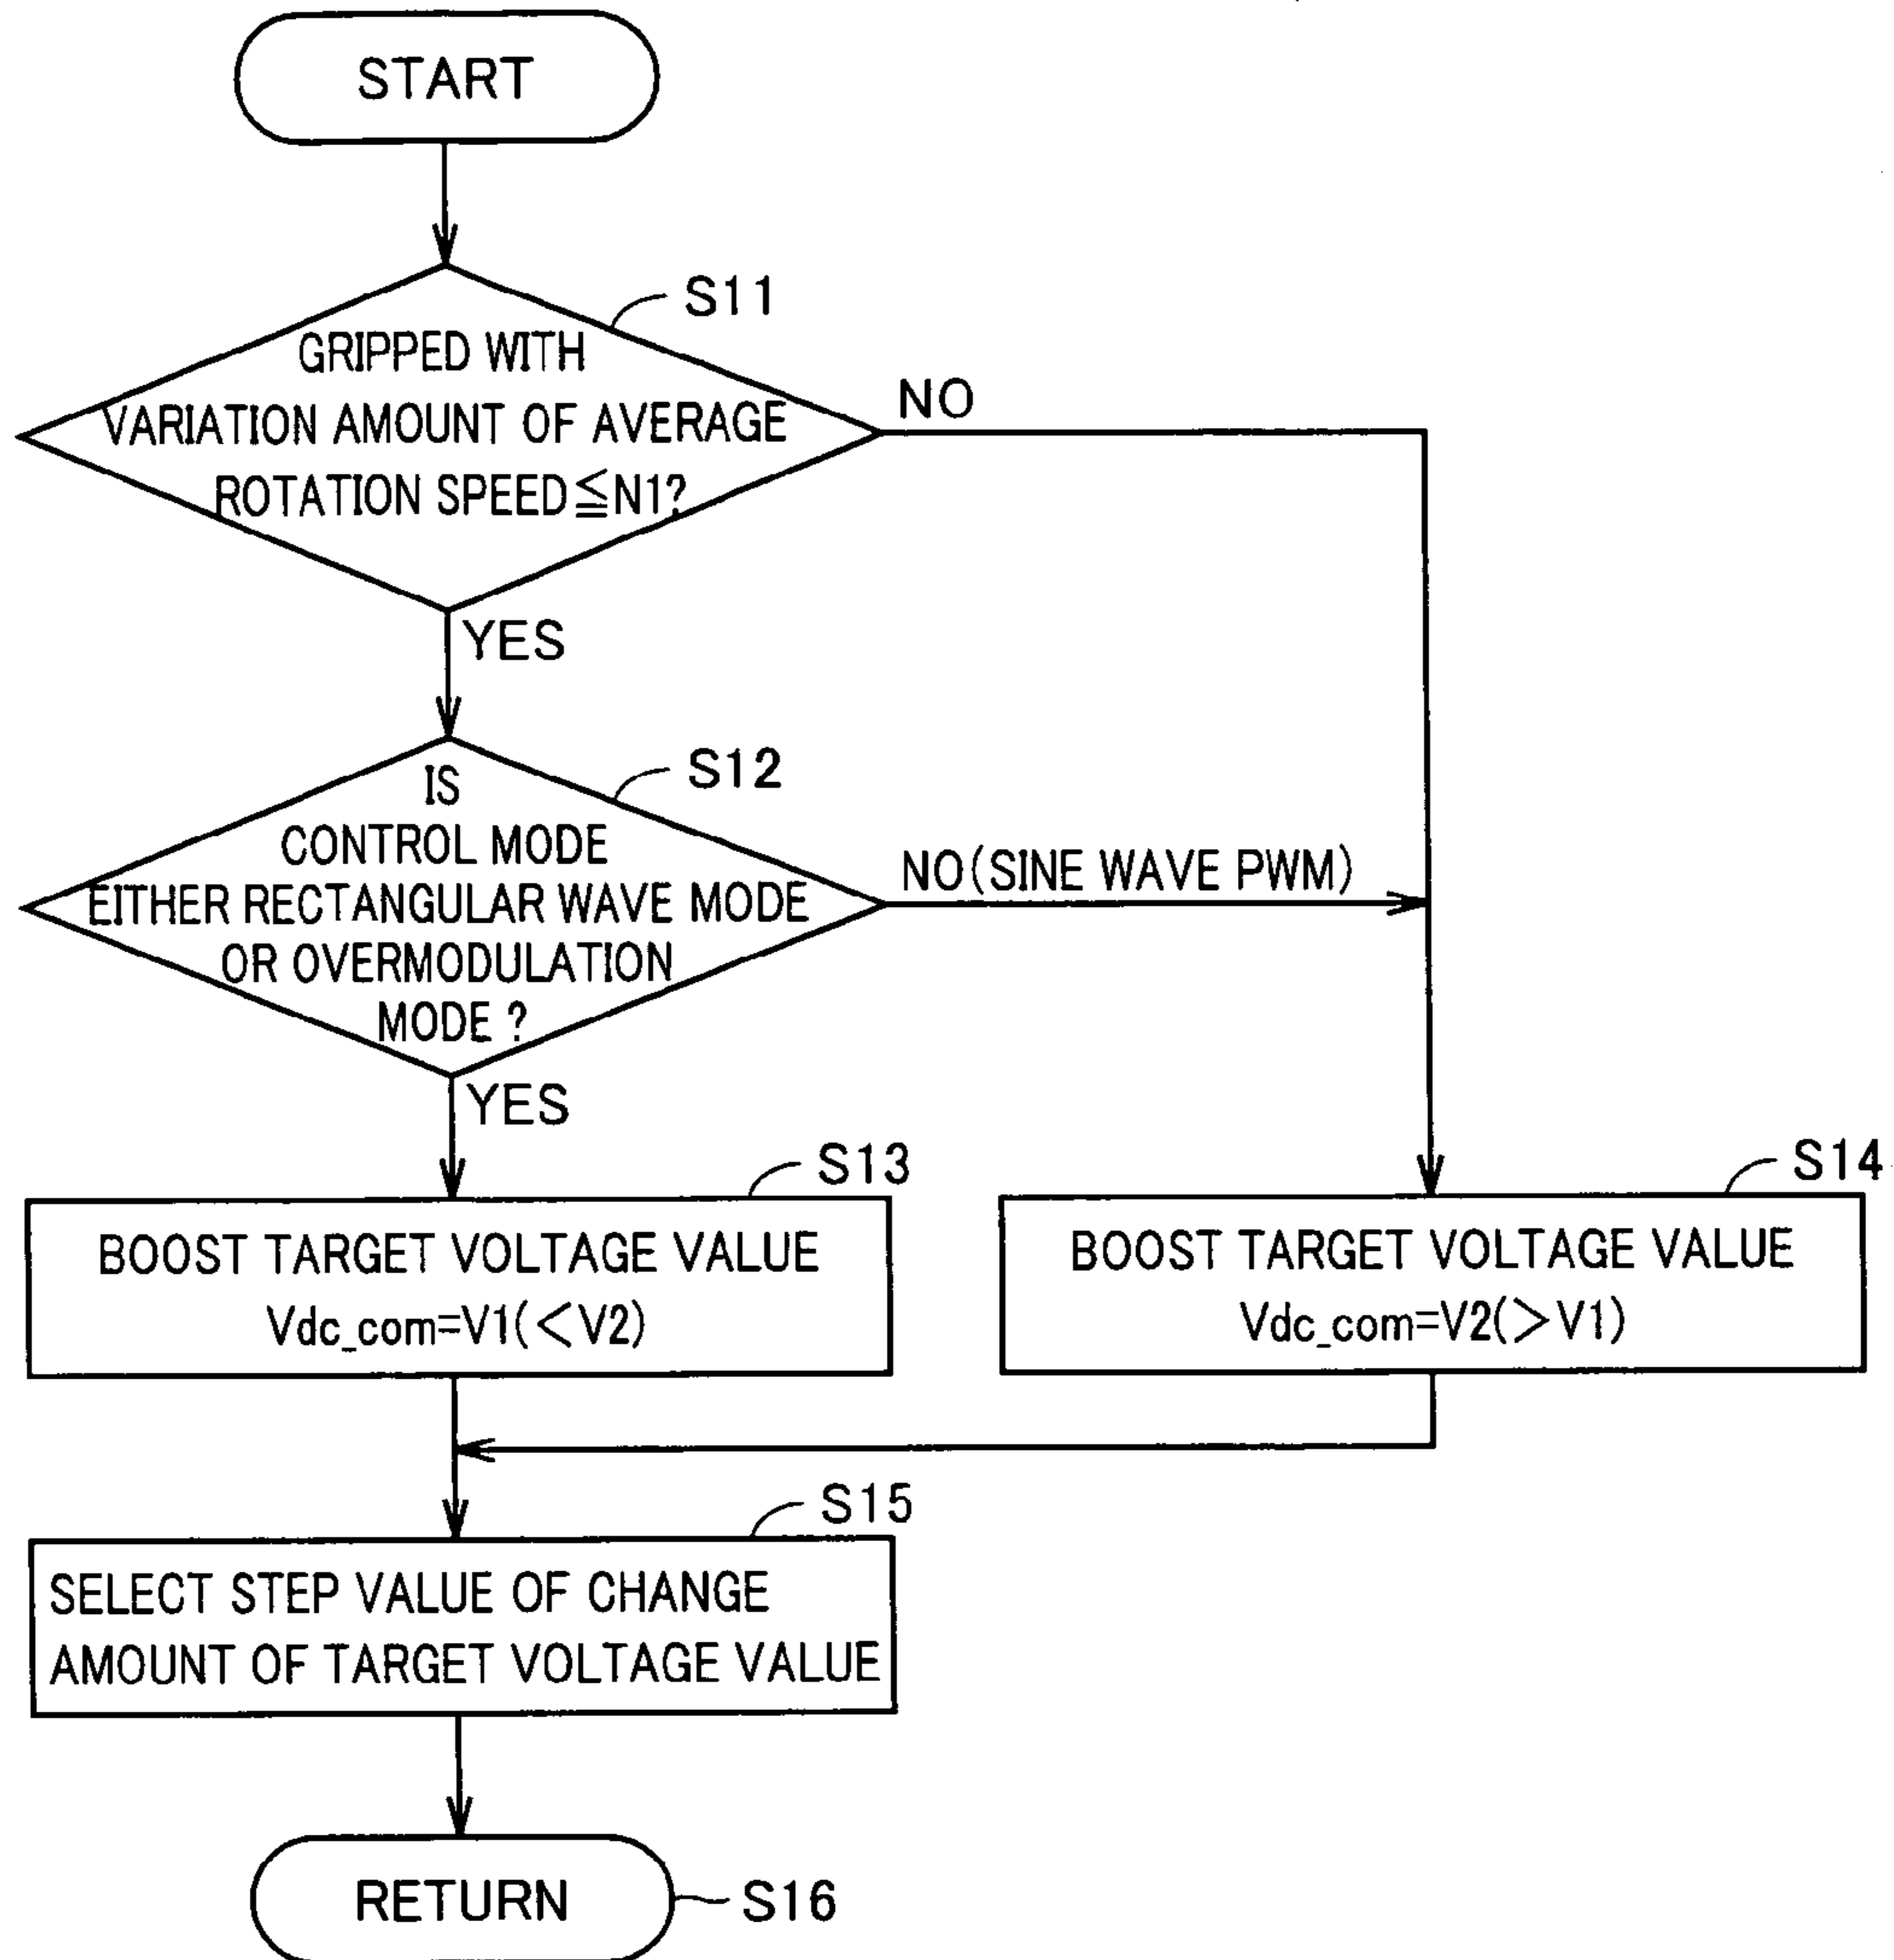 START
S11
GRIPPED WITH
VARIATION AMOUNT OF AVERAGE
ROTATION SPEED≦N1?
NO
YES
S12
IS
CONTROL MODE
EITHER RECTANGULAR WAVE MODE
OR OVERMODULATION
MODE ?
NO(SINE WAVE PWM)
YES
S13
BOOST TARGET VOLTAGE VALUE
Vdc_com=V1(<V2)
S14
BOOST TARGET VOLTAGE VALUE
Vdc_com=V2(>V1)
S15
SELECT STEP VALUE OF CHANGE
AMOUNT OF TARGET VOLTAGE VALUE
RETURN
S16